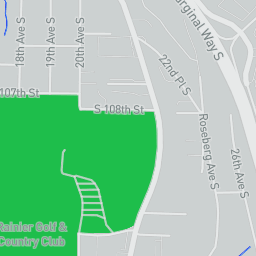 18th Ave S
19th Ave S
20th Ave S
Marginal Way S
22nd Pl S
107th St
S 108th St
Roseberg Ave S
26th Ave S
Rainier Golf &
Country Club